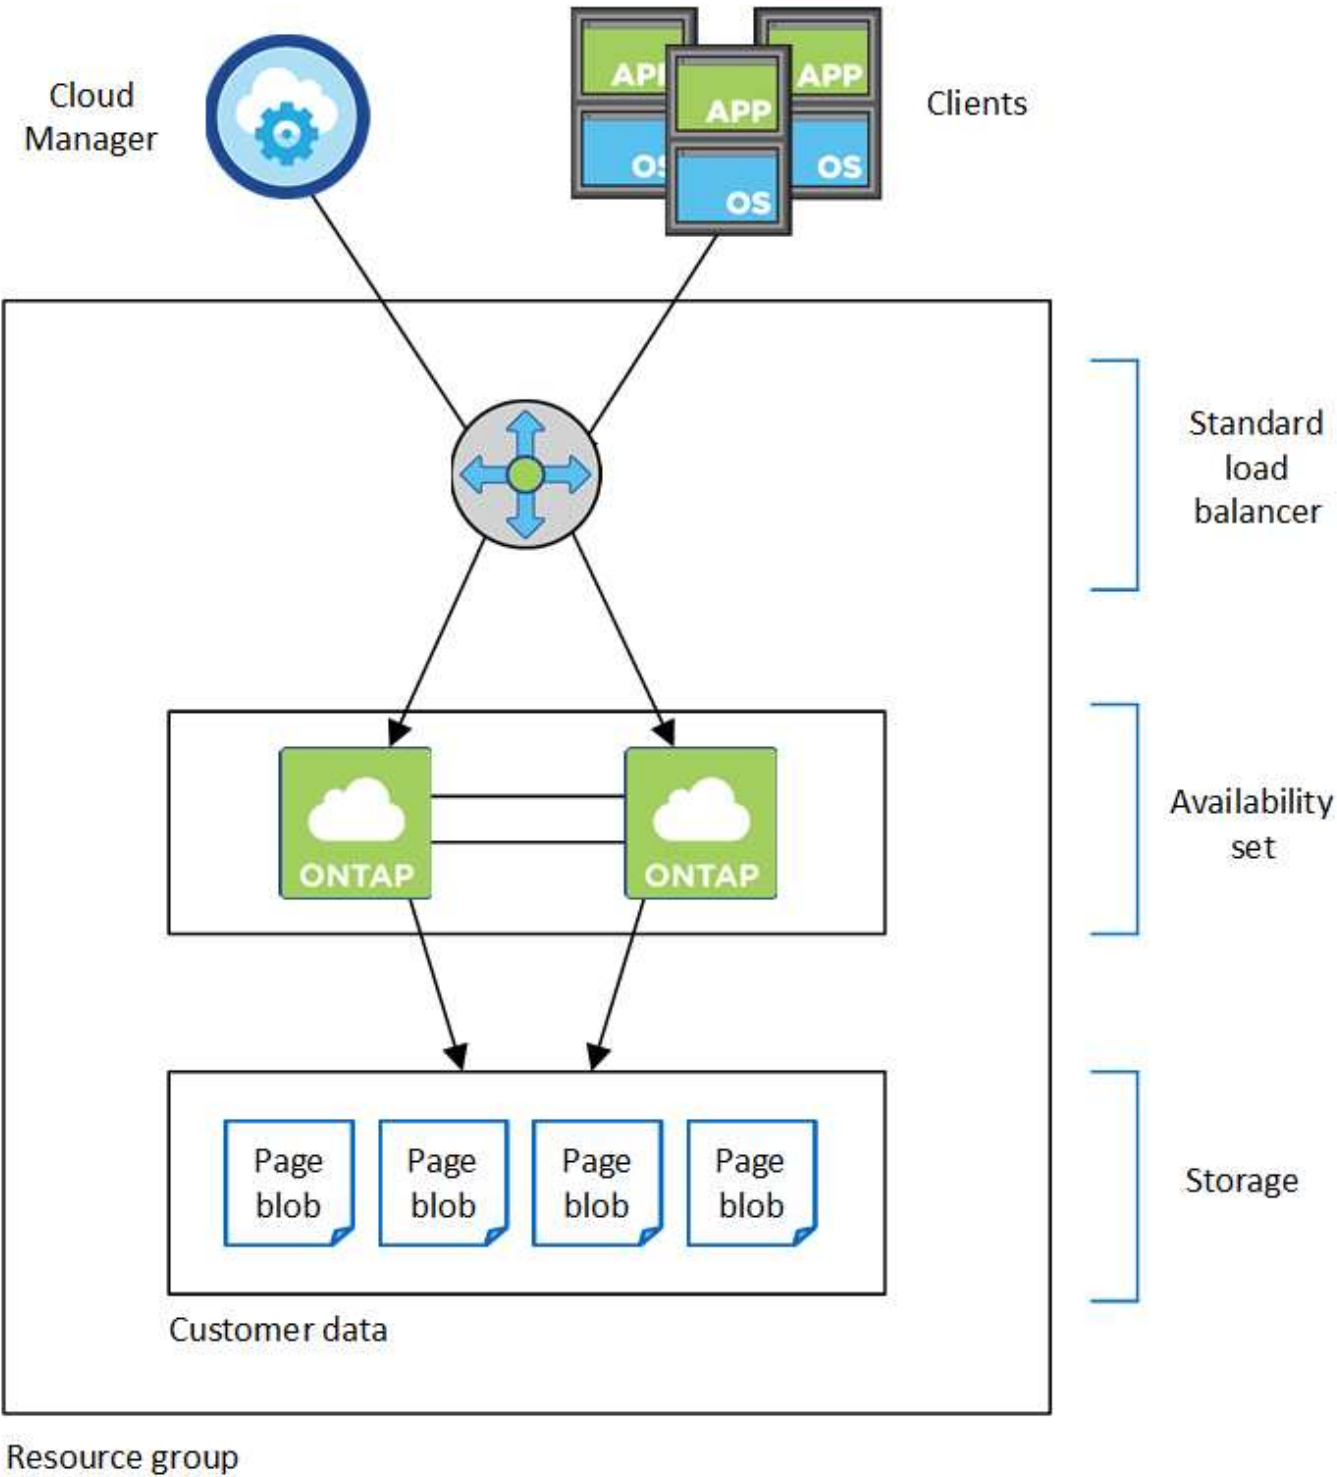 Cloud
Manager
APP
OS
APP
OS
APP
OS
Clients
Standard
load
balancer
ONTAP
ONTAP
Availability
set
Page
blob
Page
blob
Page
blob
Page
blob
Storage
Customer data
Resource group